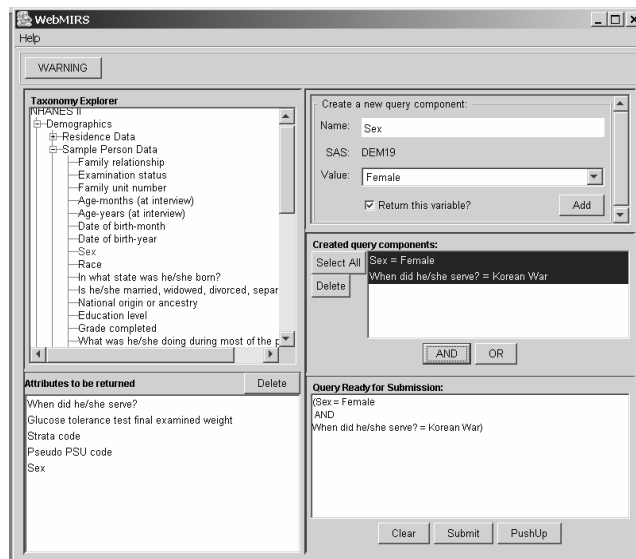 WebMIRS
Help
WARNING
Taxonomy Explorer
NHANES II
Demographics
Residence Data
Sample Person Data
Family relationship
Examination status
Family unit number
Age-months (at interview)
Age-years (at interview)
Date of birth-month
Date of birth-year
Sex
Race
In what state was he/she born?
Is he/she married, widowed, divorced, separ
National origin or ancestry
Education level
Grade completed
What was he/she doing during most of the p
Attributes to be returned
Delete
When did he/she serve?
Glucose tolerance test final examined weight
Strata code
Pseudo PSU code
Sex
Create a new query component:
Name: Sex
SAS: DEM19
Value: Female
Return this variable?
Add
Created query components:
Select All
Delete
Sex = Female
When did he/she serve? = Korean War
AND OR
Query Ready for Submission:
(Sex = Female
AND
When did he/she serve? = Korean War)
Clear Submit PushUp